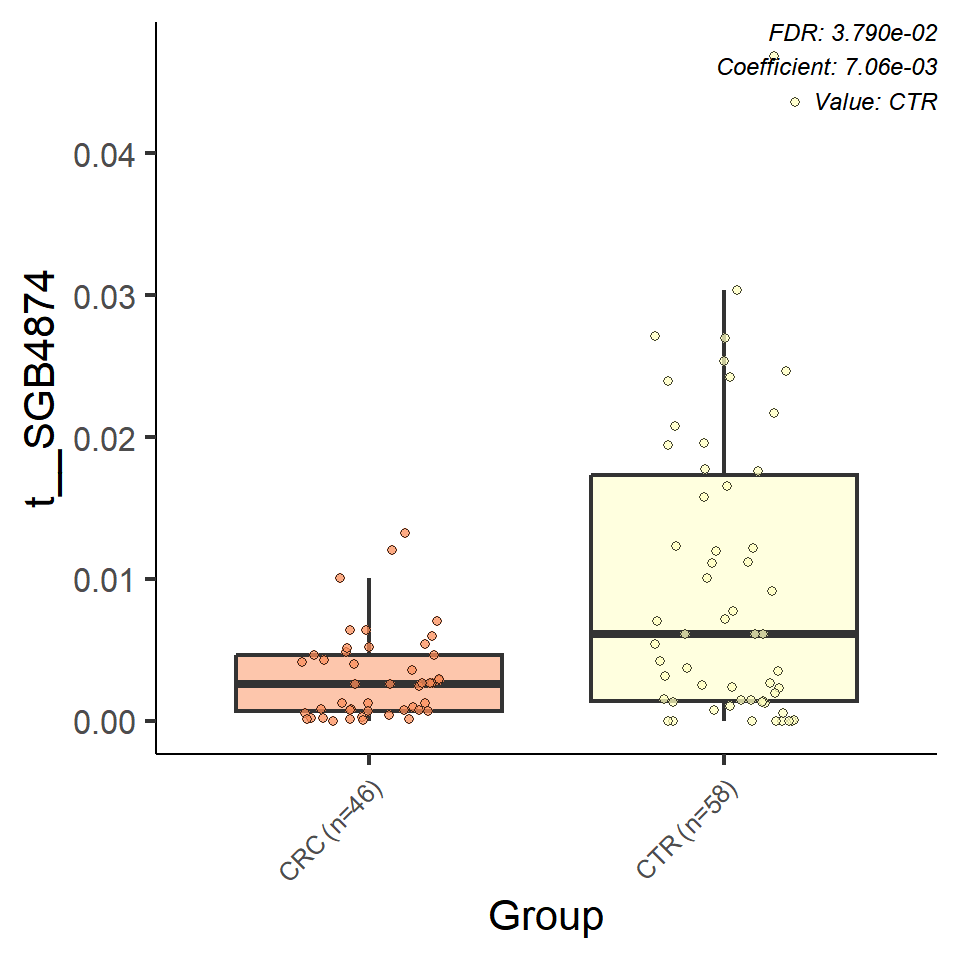 FDR: 3.790e-02
Coefficient: 7.06e-03
Value: CTR
0.04
0.03
0.02
0.01
0.00
t__SGB4874
CRC (n=46)
CTR (n=58)
Group